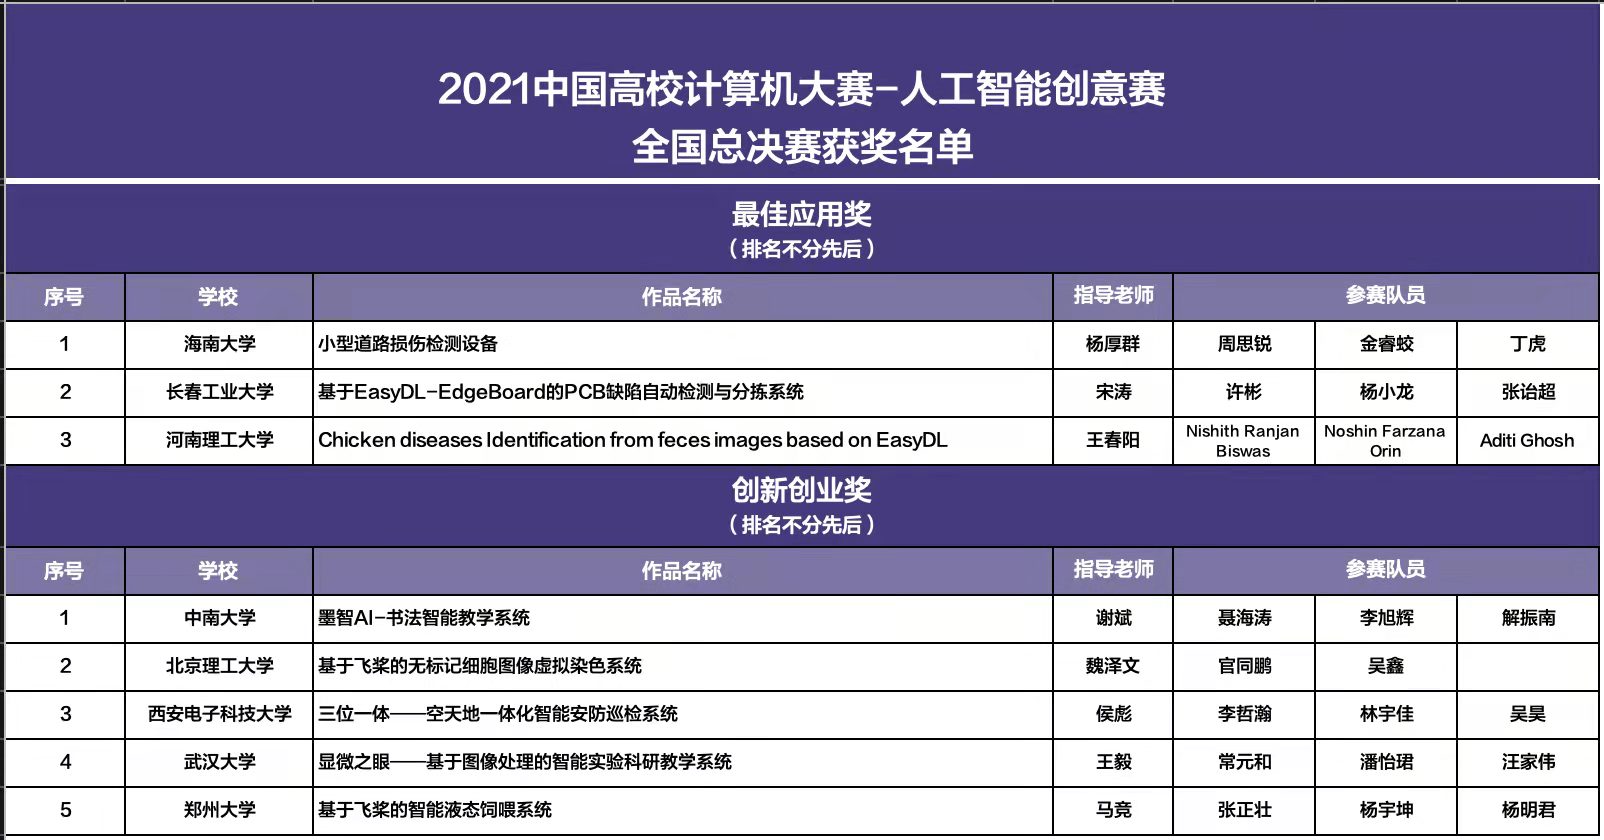 2021中国高校计算机大赛-人工智能创意赛
全国总决赛获奖名单
最佳应用奖
（排名不分先后）
序号 学校 作品名称 指导老师 参赛队员
1 海南大学 小型道路损伤检测设备 杨厚群 周思锐 金睿蛟 丁虎
2 长春工业大学 基于EasyDL-EdgeBoard的PCB缺陷自动检测与分拣系统 宋涛 许彬 杨小龙 张诒超
3 河南理工大学 Chicken diseases Identification from feces images based on EasyDL 王春阳 Nishith Ranjan Biswas Noshin Farzana Orin Aditi Ghosh
创新创业奖
（排名不分先后）
序号 学校 作品名称 指导老师 参赛队员
1 中南大学 墨智AI-书法智能教学系统 谢斌 聂海涛 李旭辉 解振南
2 北京理工大学 基于飞桨的无标记细胞图像虚拟染色系统 魏泽文 官同鹏 吴鑫
3 西安电子科技大学 三位一体——空天地一体化智能安防巡检系统 侯彪 李哲瀚 林宇佳 吴昊
4 武汉大学 显微之眼——基于图像处理的智能实验科研教学系统 王毅 常元和 潘怡珺 汪家伟
5 郑州大学 基于飞桨的智能液态饲喂系统 马竞 张正壮 杨宇坤 杨明君